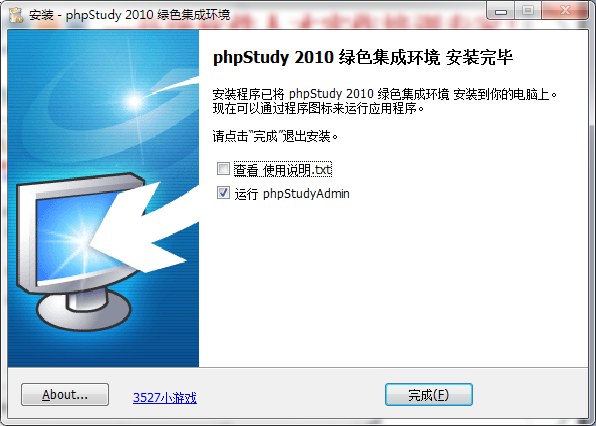 安装 - phpStudy 2010 绿色集成环境
phpStudy 2010 绿色集成环境 安装完毕
安装程序已将 phpStudy 2010 绿色集成环境 安装到你的电脑上。
现在可以通过程序图标来运行应用程序。
请点击“完成”退出安装。
查看 使用说明.txt
运行 phpStudyAdmin
About...
3527小游戏
完成(F)